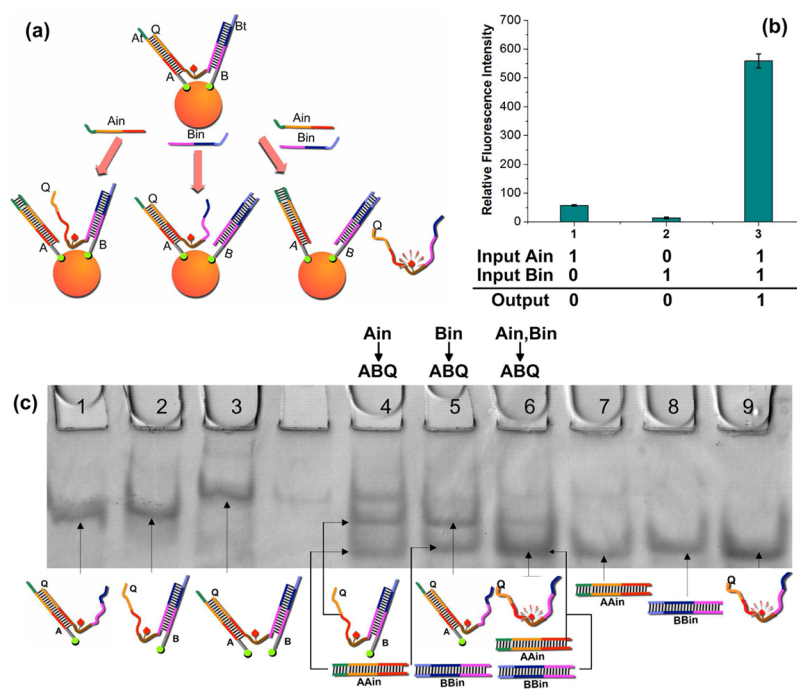 (a)
At Q Bt
A B
Ain
Bin
Ain
Bin
Q
A B
Q
A B
A B
Q
(b)
Relative Fluorescence Intensity
700
600
500
400
300
200
100
0
1 2 3
Input Ain 1 0 1
Input Bin 0 1 1
Output 0 0 1
Ain Bin Ain,Bin
ABQ ABQ ABQ
(c)
1 2 3 4 5 6 7 8 9
Q
A
Q
B
Q
A B
Q
B
AAin
Q
A
BBin
Q
AAin
BBin
Q
AAin
BBin
Q